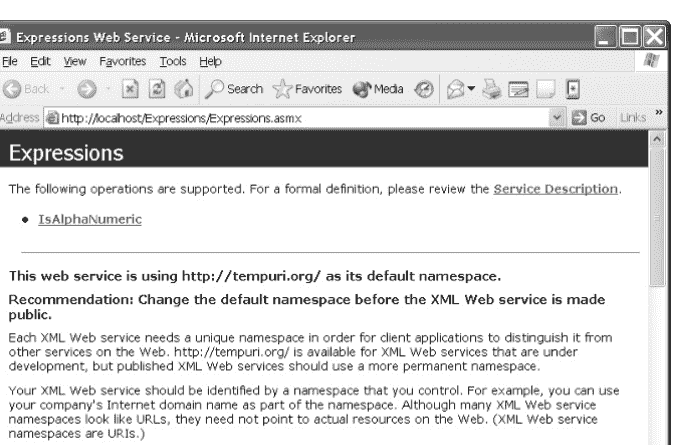 Expressions Web Service - Microsoft Internet Explorer
File Edit View Favorites Tools Help
Back Search Favorites Media
Address http://localhost/Expressions/Expressions.asmx Go Links »
Expressions
The following operations are supported. For a formal definition, please review the Service Description.
• IsAlphaNumeric
This web service is using http://tempuri.org/ as its default namespace.
Recommendation: Change the default namespace before the XML Web service is made
public.
Each XML Web service needs a unique namespace in order for client applications to distinguish it from
other services on the Web. http://tempuri.org/ is available for XML Web services that are under
development, but published XML Web services should use a more permanent namespace.
Your XML Web service should be identified by a namespace that you control. For example, you can use
your company's Internet domain name as part of the namespace. Although many XML Web service
namespaces look like URLs, they need not point to actual resources on the Web. (XML Web service
namespaces are URIs.)